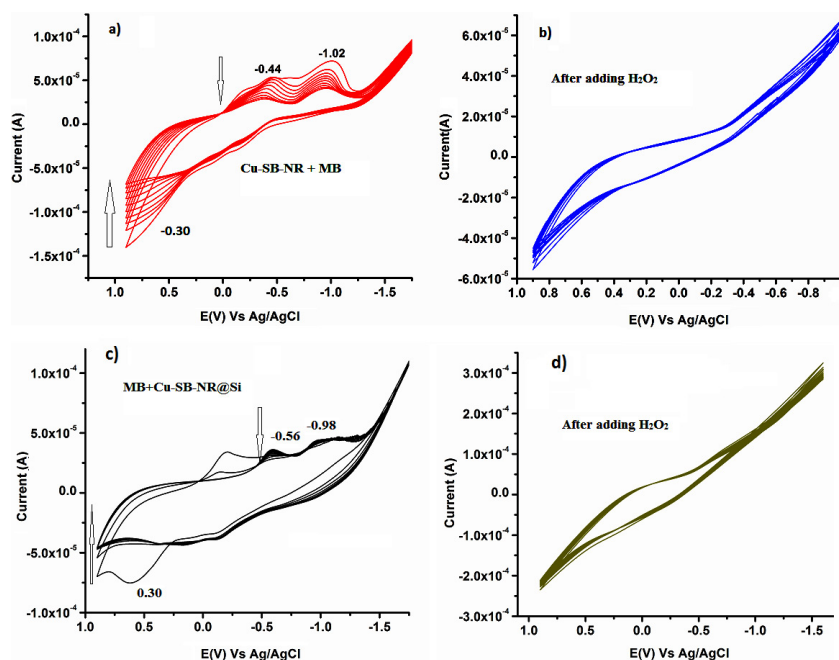 a)
1.0x10⁻⁴
5.0x10⁻⁵
0.0
-5.0x10⁻⁵
-1.0x10⁻⁴
-1.5x10⁻⁴
Current (A)
-0.44
-1.02
Cu-SB-NR + MB
-0.30
1.0 0.5 0.0 -0.5 -1.0 -1.5
E(V) Vs Ag/AgCl
b)
6.0x10⁻⁵
4.0x10⁻⁵
2.0x10⁻⁵
0.0
-2.0x10⁻⁵
-4.0x10⁻⁵
6.0x10⁻⁵
Current(A)
After adding H₂O₂
1.0 0.8 0.6 0.4 0.2 0.0 -0.2 -0.4 -0.6 -0.8
E(V) Vs Ag/AgCl
c)
1.0x10⁻⁴
5.0x10⁻⁵
0.0
-5.0x10⁻⁵
-1.0x10⁻⁴
Current (A)
MB+Cu-SB-NR@Si
-0.56
-0.98
0.30
1.0 0.5 0.0 -0.5 -1.0 -1.5
E(V) Vs Ag/AgCl
d)
3.0x10⁻⁴
2.0x10⁻⁴
1.0x10⁻⁴
0.0
-1.0x10⁻⁴
-2.0x10⁻⁴
-3.0x10⁻⁴
Current (A)
After adding H₂O₂
1.0 0.5 0.0 -0.5 -1.0 -1.5
E(V) Vs Ag/AgCl